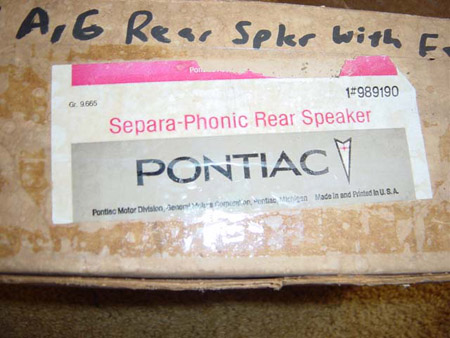 A,G Rear Spkr with
Gr. 9.665
1#989190
Separa-Phonic Rear Speaker
PONTIAC
Pontiac Motor Division, General Motors Corporation, Pontiac, Michigan Made in and Printed in U.S.A.